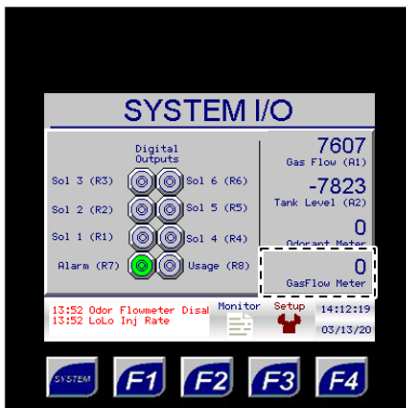 SYSTEM I/O
Digital
Outputs
Sol 3 (R3)
Sol 6 (R6)
Sol 2 (R2)
Sol 5 (R5)
Sol 1 (R1)
Sol 4 (R4)
Alarm (R7)
Usage (R8)
7607
Gas Flow (A1)
-7823
Tank Level (A2)
0
Odorant Meter
0
GasFlow Meter
13:52 Odor Flowmeter Disal
13:52 LoLo Inj Rate
Monitor
Setup
14:12:19
03/13/20
SYSTEM
F1
F2
F3
F4